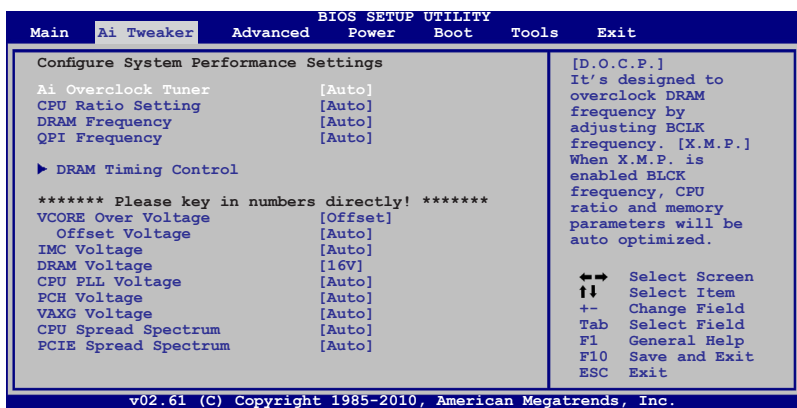 BIOS SETUP UTILITY
Main Ai Tweaker Advanced Power Boot Tools Exit
Configure System Performance Settings
Ai Overclock Tuner [Auto]
CPU Ratio Setting [Auto]
DRAM Frequency [Auto]
QPI Frequency [Auto]
DRAM Timing Control
******* Please key in numbers directly! *******
VCORE Over Voltage [Offset]
Offset Voltage [Auto]
IMC Voltage [Auto]
DRAM Voltage [16V]
CPU PLL Voltage [Auto]
PCH Voltage [Auto]
VAXG Voltage [Auto]
CPU Spread Spectrum [Auto]
PCIE Spread Spectrum [Auto]
[D.O.C.P.]
It's designed to
overclock DRAM
frequency by
adjusting BCLK
frequency. [X.M.P.]
When X.M.P. is
enabled BLCK
frequency, CPU
ratio and memory
parameters will be
auto optimized.
←→ Select Screen
↑↓ Select Item
+- Change Field
Tab Select Field
F1 General Help
F10 Save and Exit
ESC Exit
v02.61 (C) Copyright 1985-2010, American Megatrends, Inc.